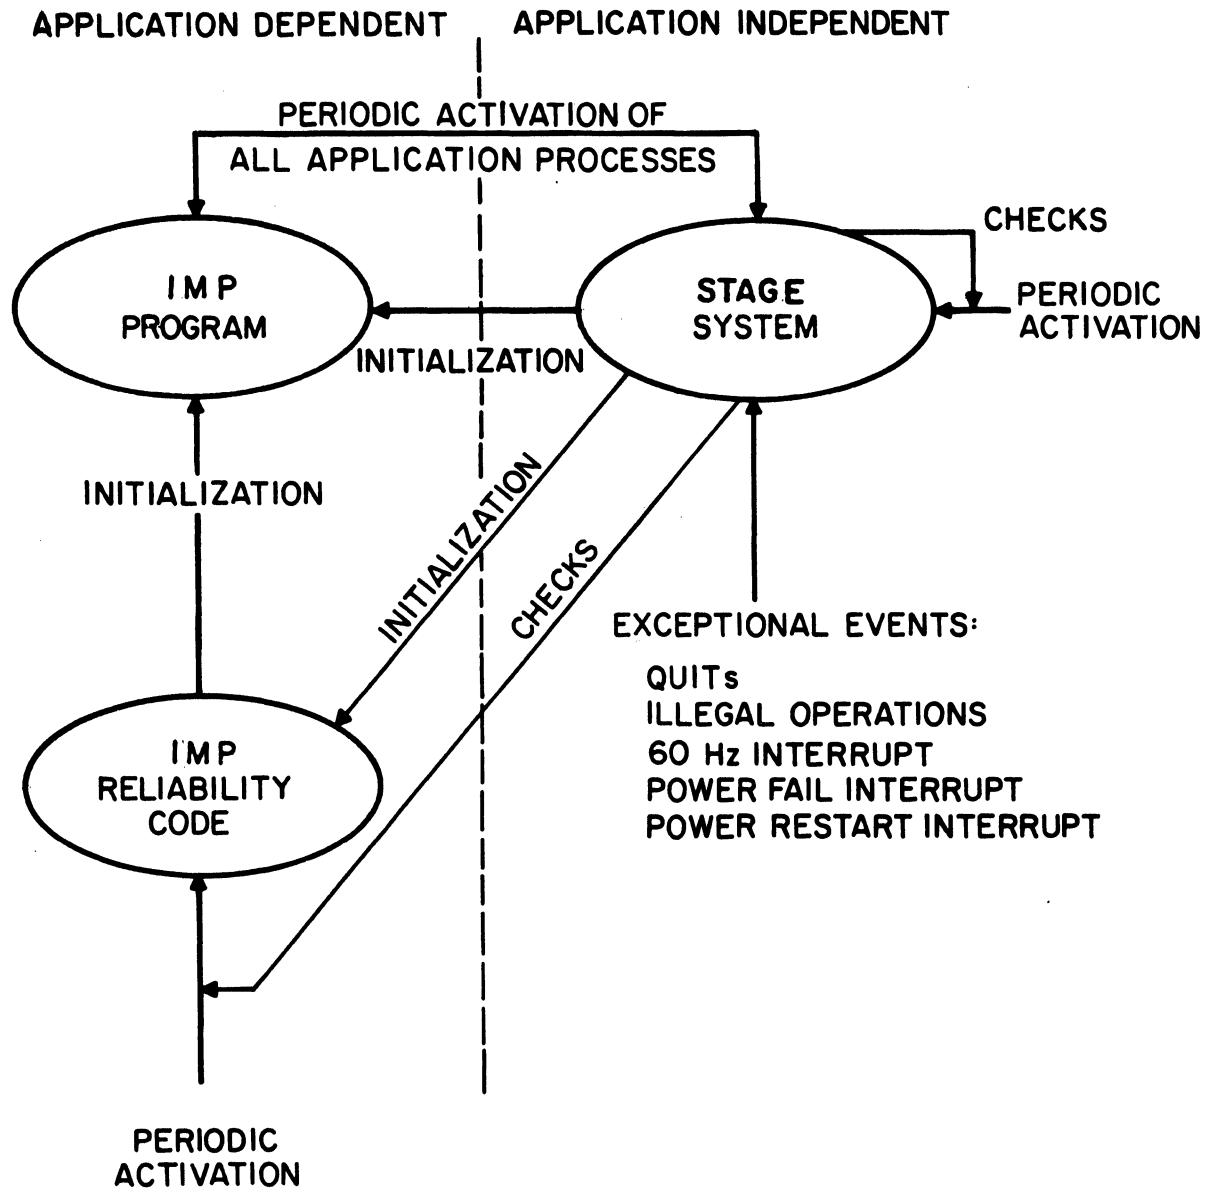 APPLICATION DEPENDENT
APPLICATION INDEPENDENT
PERIODIC ACTIVATION OF
ALL APPLICATION PROCESSES
CHECKS
IMP
PROGRAM
STAGE
SYSTEM
PERIODIC
ACTIVATION
INITIALIZATION
INITIALIZATION
INITIALIZATION
CHECKS
EXCEPTIONAL EVENTS:
QUITs
ILLEGAL OPERATIONS
60 Hz INTERRUPT
POWER FAIL INTERRUPT
POWER RESTART INTERRUPT
IMP
RELIABILITY
CODE
PERIODIC
ACTIVATION